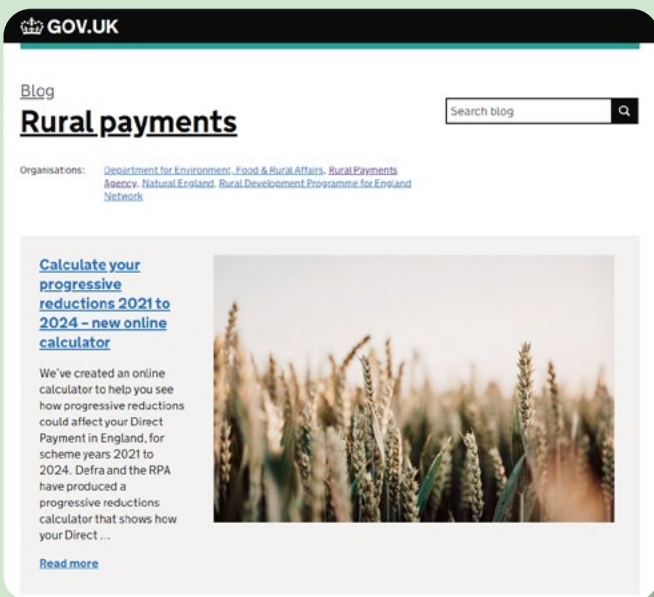 GOV.UK
Blog
Rural payments
Search blog
Organisations: Department for Environment, Food & Rural Affairs, Rural Payments
Agency, Natural England, Rural Development Programme for England
Network
Calculate your
progressive
reductions 2021 to
2024 – new online
calculator
We've created an online
calculator to help you see
how progressive reductions
could affect your Direct
Payment in England, for
scheme years 2021 to
2024. Defra and the RPA
have produced a
progressive reductions
calculator that shows how
your Direct …
Read more